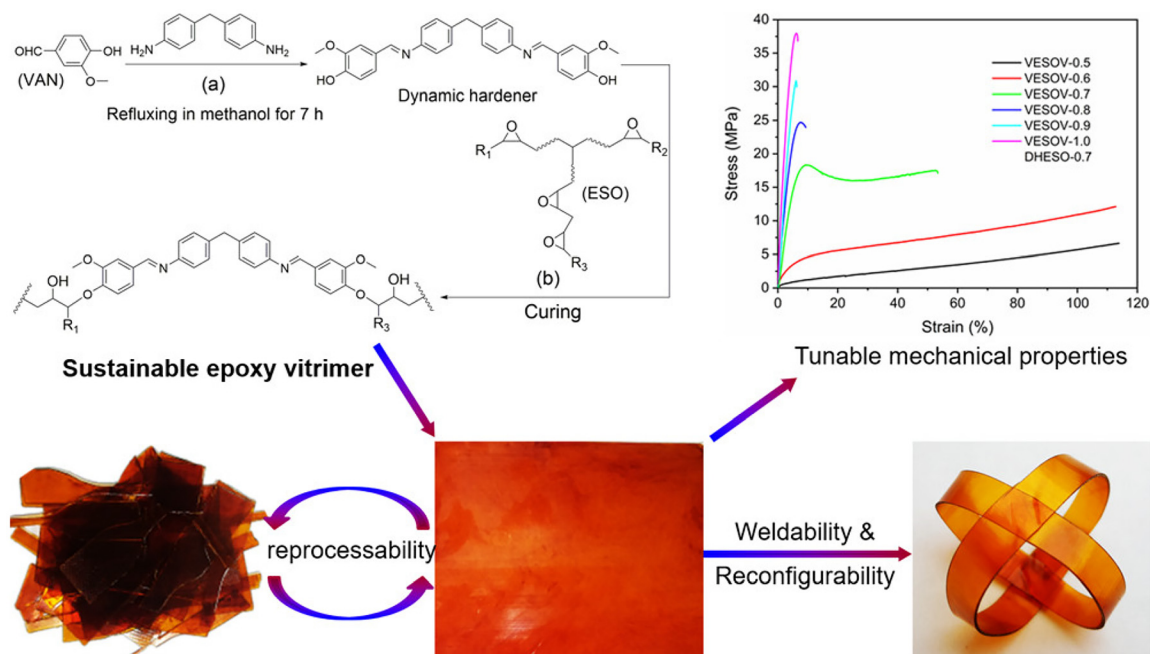 OHC
OH
O
(VAN)
NH₂
NH₂
(a)
Refluxing in methanol for 7 h
O
HO
N
N
O
OH
Dynamic hardener
O
O
R₁
R₂
(ESO)
O
O
R₃
(b)
Curing
OH
O
O
R₁
N
N
O
O
OH
R₃
Sustainable epoxy vitrimer
Stress (MPa)
40
35
30
25
20
15
10
5
0
0
20
40
60
80
100
120
Strain (%)
VESOV-0.5
VESOV-0.6
VESOV-0.7
VESOV-0.8
VESOV-0.9
VESOV-1.0
DHESO-0.7
Tunable mechanical properties
reprocessability
Weldability &
Reconfigurability